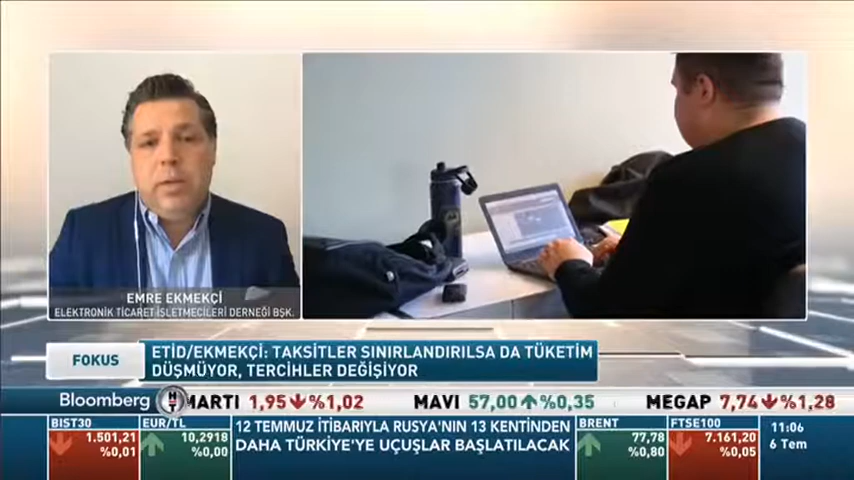 EMRE EKMEKÇİ
ELEKTRONİK TİCARET İŞLETMECİLERİ DERNEĞİ BŞK.
FOKUS
ETİD/EKMEKÇİ: TAKSİTLER SINIRLANDIRILSA DA TÜKETİM
DÜŞMÜYOR, TERCİHLER DEĞİŞİYOR
Bloomberg HT
MARTI 1,95 %1,02 MAVI 57,00 %0,35 MEGAP 7,74 %1,28
BIST30
1.501,21
%0,01
EUR/TL
10,2918
%0,00
12 TEMMUZ İTİBARIYLA RUSYA'NIN 13 KENTİNDEN
DAHA TÜRKİYE'YE UÇUŞLAR BAŞLATILACAK
BRENT
77,78
%0,80
FTSE100
7.161,20
%0,05
11:06
6 Tem